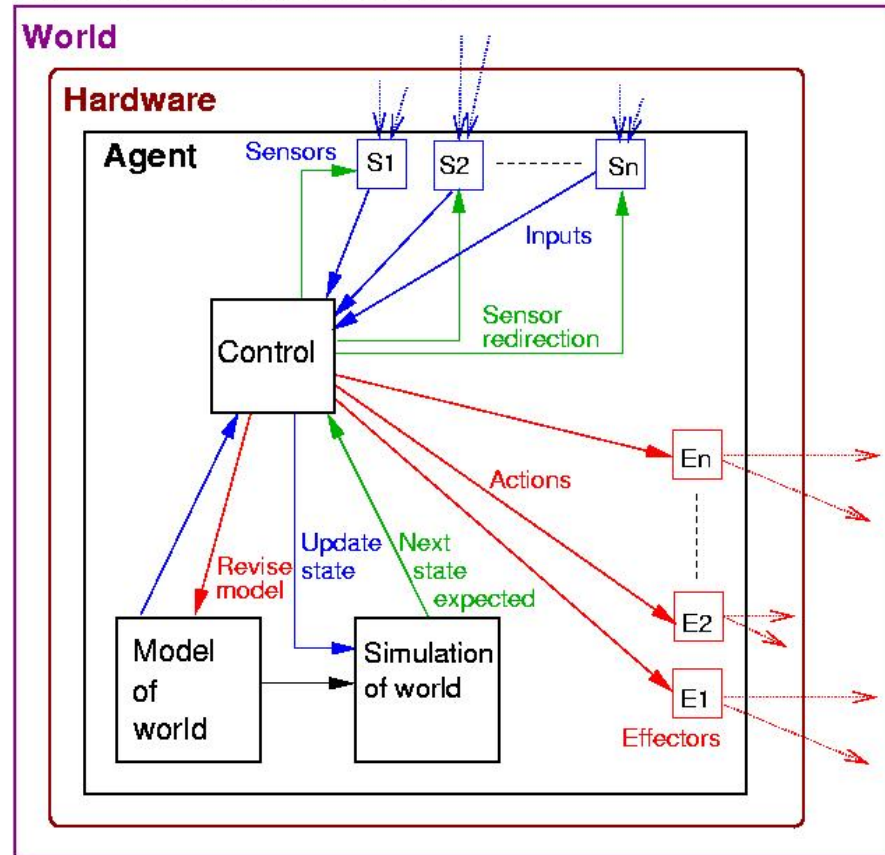 World
Hardware
Agent
Sensors
S1
S2
Sn
Inputs
Sensor
redirection
Control
En
Actions
Update
state
Next
state
expected
Revise
model
E2
Model
of
world
Simulation
of world
E1
Effectors